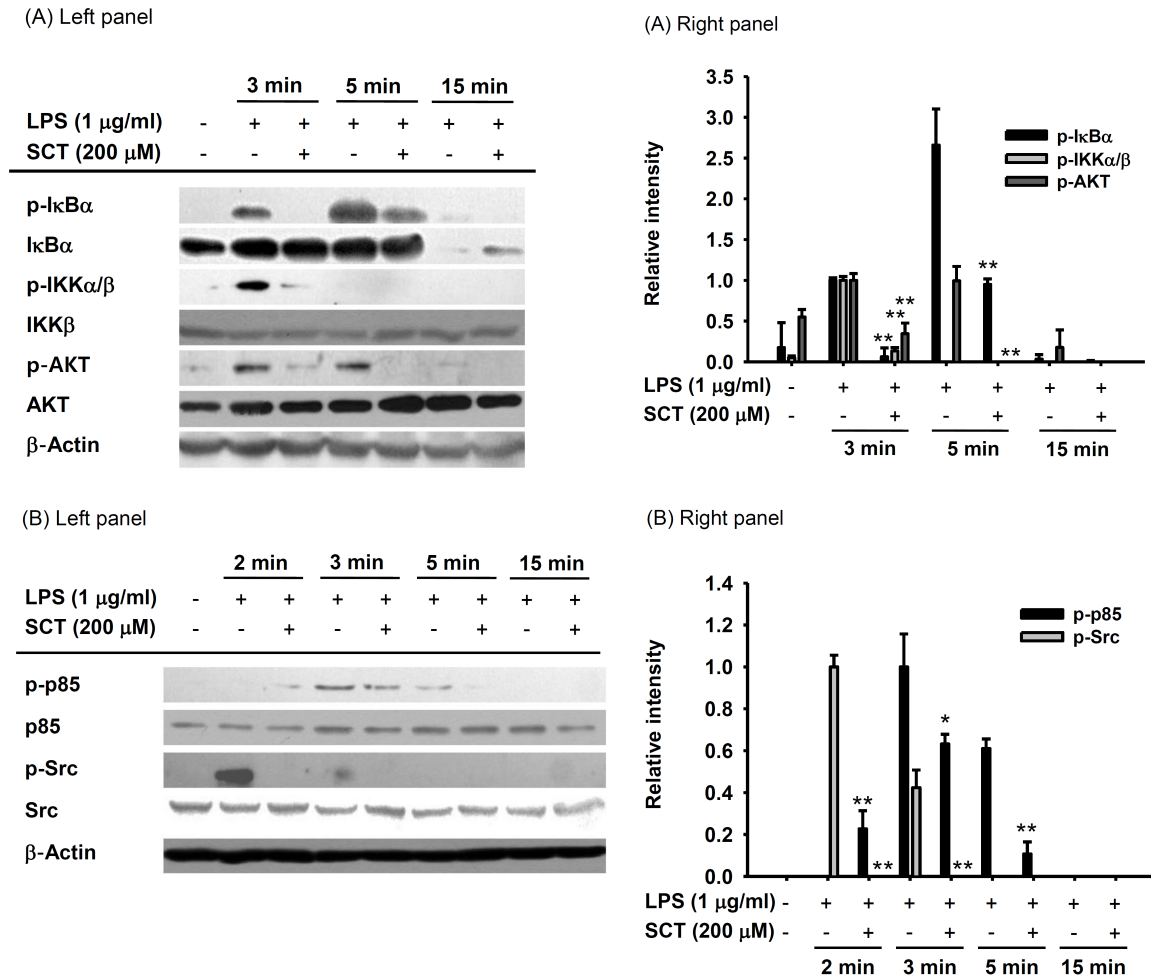 (A) Left panel
3 min 5 min 15 min
LPS (1 μg/ml) - + + + + + +
SCT (200 μM) - - + - + - +
p-IκBα
IκBα
p-IKKα/β
IKKβ
p-AKT
AKT
β-Actin
(A) Right panel
3.5
3.0
2.5
2.0
1.5
1.0
0.5
0.0
Relative intensity
p-IκBα
p-IKKα/β
p-AKT
**
**
**
**
**
LPS (1 μg/ml) - + + + + + +
SCT (200 μM) - - + - + - +
3 min 5 min 15 min
(B) Left panel
2 min 3 min 5 min 15 min
LPS (1 μg/ml) - + + + + + + + +
SCT (200 μM) - - + - + - + - +
p-p85
p85
p-Src
Src
β-Actin
(B) Right panel
1.4
1.2
1.0
0.8
0.6
0.4
0.2
0.0
Relative intensity
p-p85
p-Src
**
**
*
**
**
LPS (1 μg/ml) - + + + + + + + +
SCT (200 μM) - - + - + - + - +
2 min 3 min 5 min 15 min